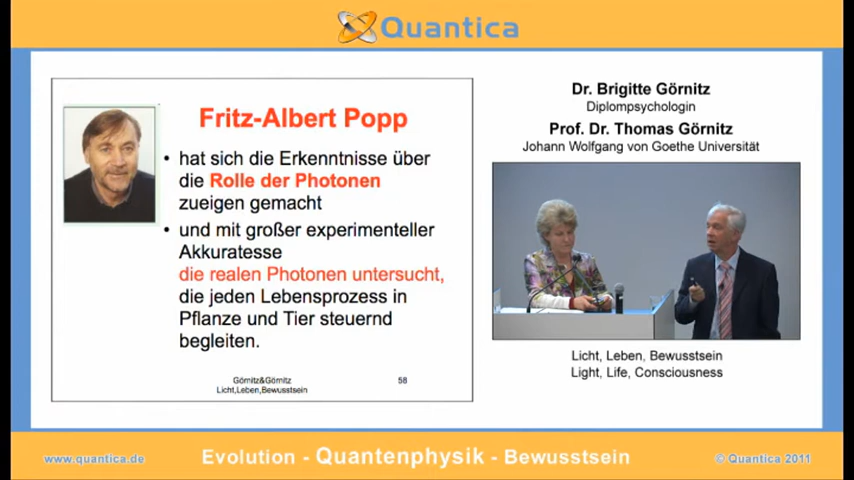 Quantica
Fritz-Albert Popp
• hat sich die Erkenntnisse über
die Rolle der Photonen
zueigen gemacht
• und mit großer experimenteller
Akkuratesse
die realen Photonen untersucht,
die jeden Lebensprozess in
Pflanze und Tier steuernd
begleiten.
Görnitz&Görnitz
Licht,Leben,Bewusstsein
58
Dr. Brigitte Görnitz
Diplompsychologin
Prof. Dr. Thomas Görnitz
Johann Wolfgang von Goethe Universität
Licht, Leben, Bewusstsein
Light, Life, Consciousness
www.quantica.de
Evolution - Quantenphysik - Bewusstsein
© Quantica 2011